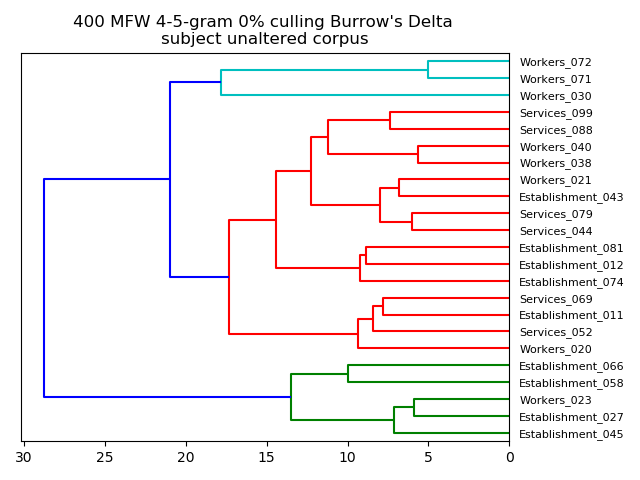 400 MFW 4-5-gram 0% culling Burrow's Delta
subject unaltered corpus
Workers_072
Workers_071
Workers_030
Services_099
Services_088
Workers_040
Workers_038
Workers_021
Establishment_043
Services_079
Services_044
Establishment_081
Establishment_012
Establishment_074
Services_069
Establishment_011
Services_052
Workers_020
Establishment_066
Establishment_058
Workers_023
Establishment_027
Establishment_045
30 25 20 15 10 5 0